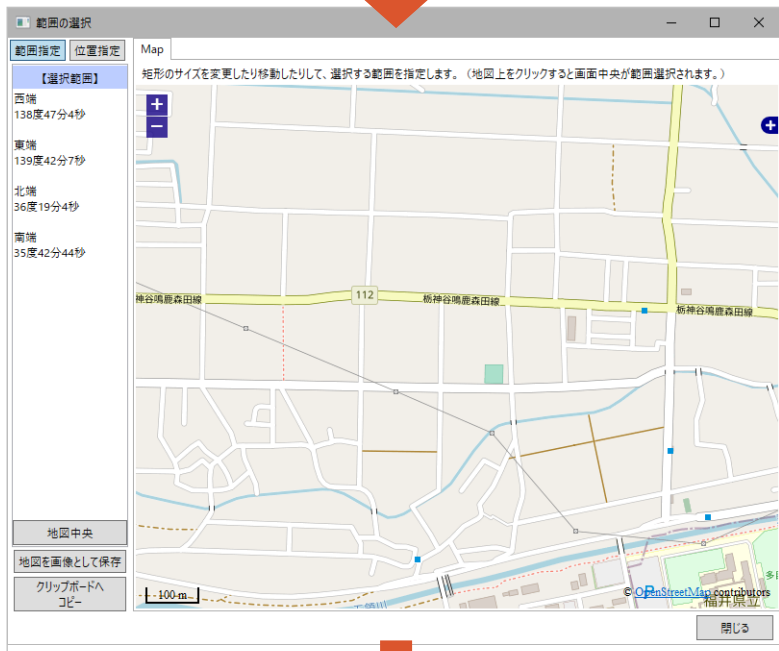 範囲の選択
範囲指定 位置指定
Map
【選択範囲】
矩形のサイズを変更したり移動したりして、選択する範囲を指定します。（地図上をクリックすると画面中央が範囲選択されます。）
西端
138度47分4秒
東端
139度42分7秒
北端
36度19分4秒
南端
35度42分44秒
神谷鳴鹿森田線
112
栃神谷鳴鹿森田線
栃神谷鳴鹿森田線
地図中央
地図を画像として保存
クリップボードへ
コピー
100 m
P
© OpenStreetMap contributors
福井県立
閉じる